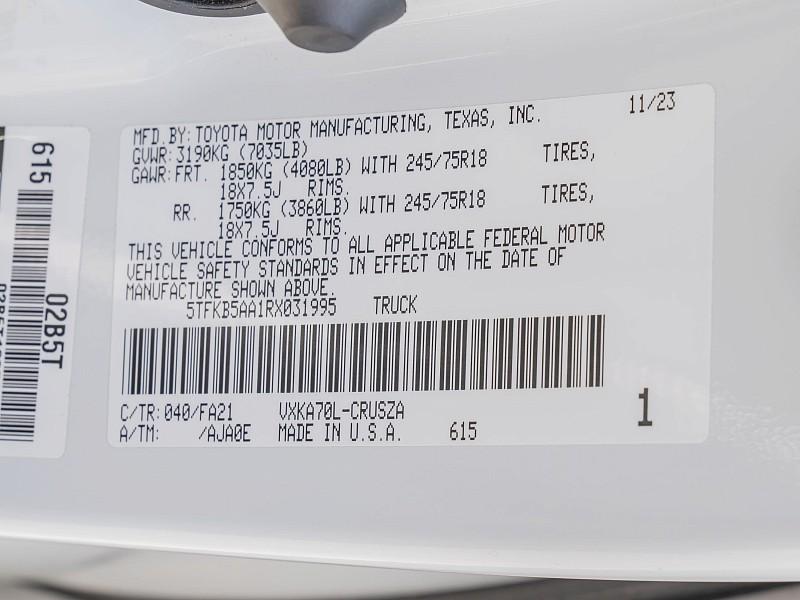 615
02B5T
MFD.BY: TOYOTA MOTOR MANUFACTURING, TEXAS, INC. 11/23
GVWR: 3190KG (7035LB)
GAWR: FRT. 1850KG (4080LB) WITH 245/75R18 TIRES,
18X7.5J RIMS.
RR. 1750KG (3860LB) WITH 245/75R18 TIRES,
18X7.5J RIMS.
THIS VEHICLE CONFORMS TO ALL APPLICABLE FEDERAL MOTOR
VEHICLE SAFETY STANDARDS IN EFFECT ON THE DATE OF
MANUFACTURE SHOWN ABOVE.
5TFKB5AA1RX031995 TRUCK
C/TR: 040/FA21 VXKA70L-CRUSZA
A/TM: /AJA0E MADE IN U.S.A. 615
1